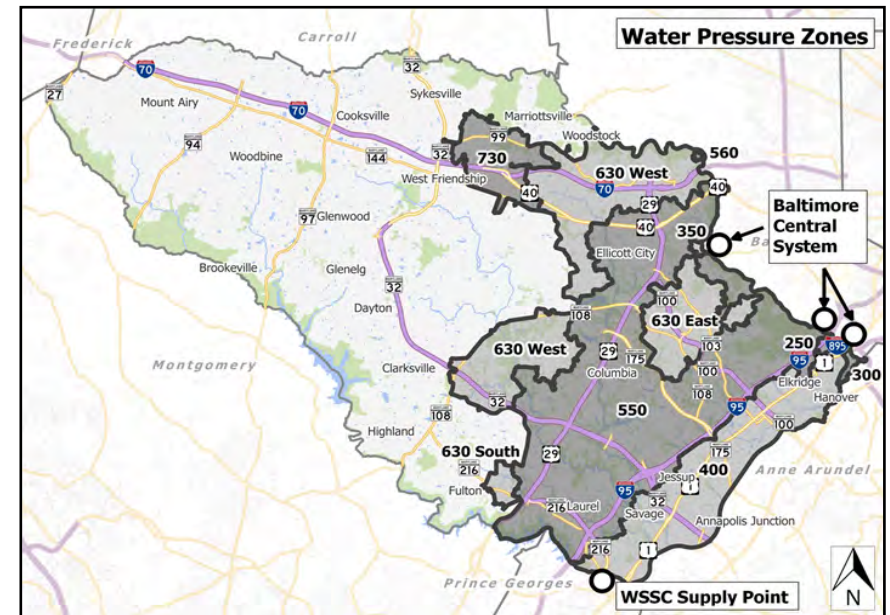 Water Pressure Zones
Frederick
Carroll
70
32
Sykesville
27
Mount Airy
70
Cooksville
Marriottsville
99
Woodstock
94
Woodbine
144
32
730
560
630 West
West Friendship
40
70
40
29
97
Glenwood
40
350
Baltimore
Central
System
Ba
Ellicott City
Brookeville
Glenelg
32
100
Dayton
108
630 East
630 West
250
895
29
175
103
95
1
300
Montgomery
Clarksville
Columbia
100
Elkridge
Hanover
32
108
108
550
95
100
Highland
630 South
29
175
400
216
Jessup
1
Anne Arundel
Fulton
95
32
216
Laurel
Savage
Annapolis Junction
216
1
Prince Georges
WSSC Supply Point
N